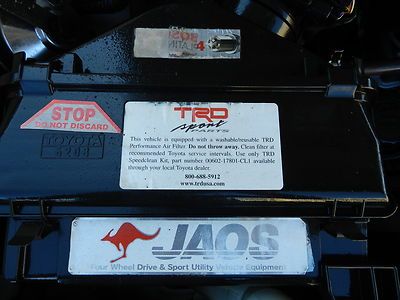 STOP
DO NOT DISCARD
TOYOTA
TRD
sport
PARTS
This vehicle is equipped with a washable/reusable TRD
Performance Air Filter. Do not throw away. Clean filter at
recommended Toyota service intervals. Use only TRD
Speedclean Kit, part number 00602-17801-CL1 available
through your local Toyota dealer.
800-688-5912
www.trdusa.com
JAOS
Four Wheel Drive & Sport Utility Vehicle Equipment